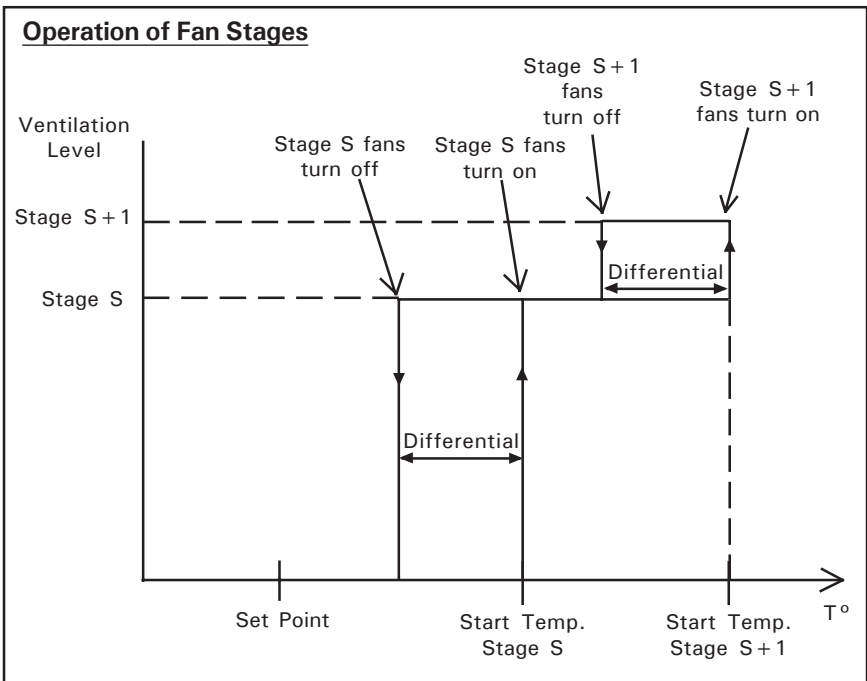 Operation of Fan Stages
Ventilation
Level
Stage S fans
turn off
Stage S fans
turn on
Stage S+1
fans
turn off
Stage S+1
fans turn on
Stage S+1
Stage S
Differential
Differential
Set Point
Start Temp.
Stage S
Start Temp.
Stage S+1
T°